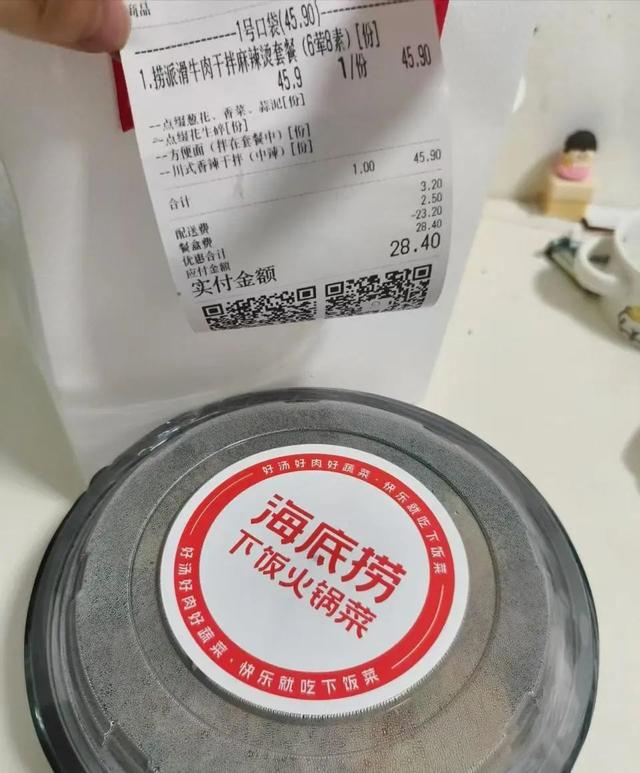 商品
1号口袋(45.90)
1.捞派滑牛肉干拌麻辣烫套餐(6荤8素)[份]
45.9 1/份 45.90
--点缀葱花、香菜、蒜泥[份]
--点缀花生碎[份]
--方便面(拌在套餐中)[份]
--川式香辣干拌(中辣)[份]
合计 1.00 45.90
配送费 3.20
餐盒费 2.50
优惠合计 -23.20
应付金额 28.40
实付金额 28.40
好汤好肉好蔬菜·快乐就吃下饭菜
海底捞
下饭火锅菜
好汤好肉好蔬菜·快乐就吃下饭菜